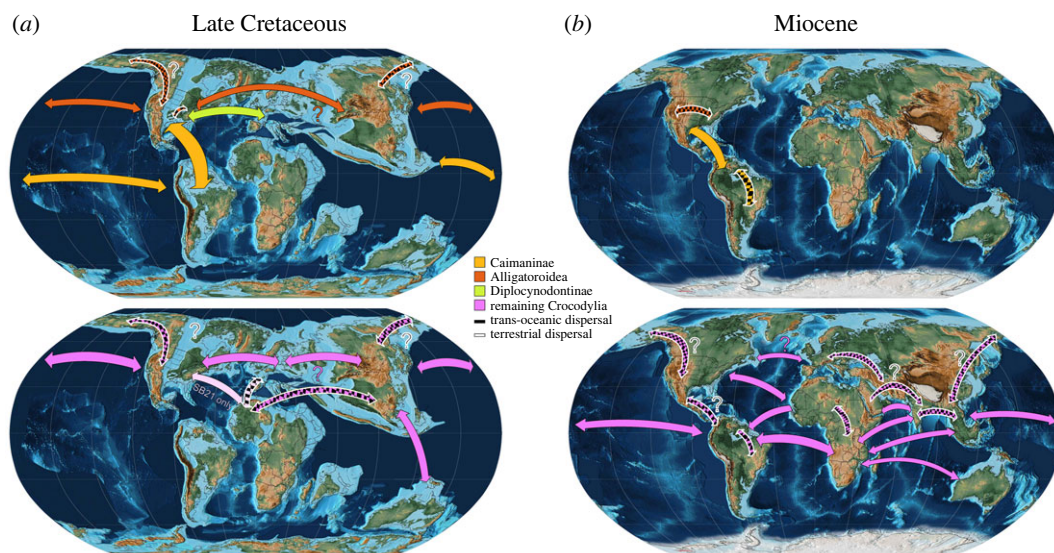 (a) Late Cretaceous
(b) Miocene
?
?
?
Caimaninae
Alligatoroidea
Diplocynodontinae
remaining Crocodylia
trans-oceanic dispersal
terrestrial dispersal
?
?
?
SB21 only
?
?
?
?
?